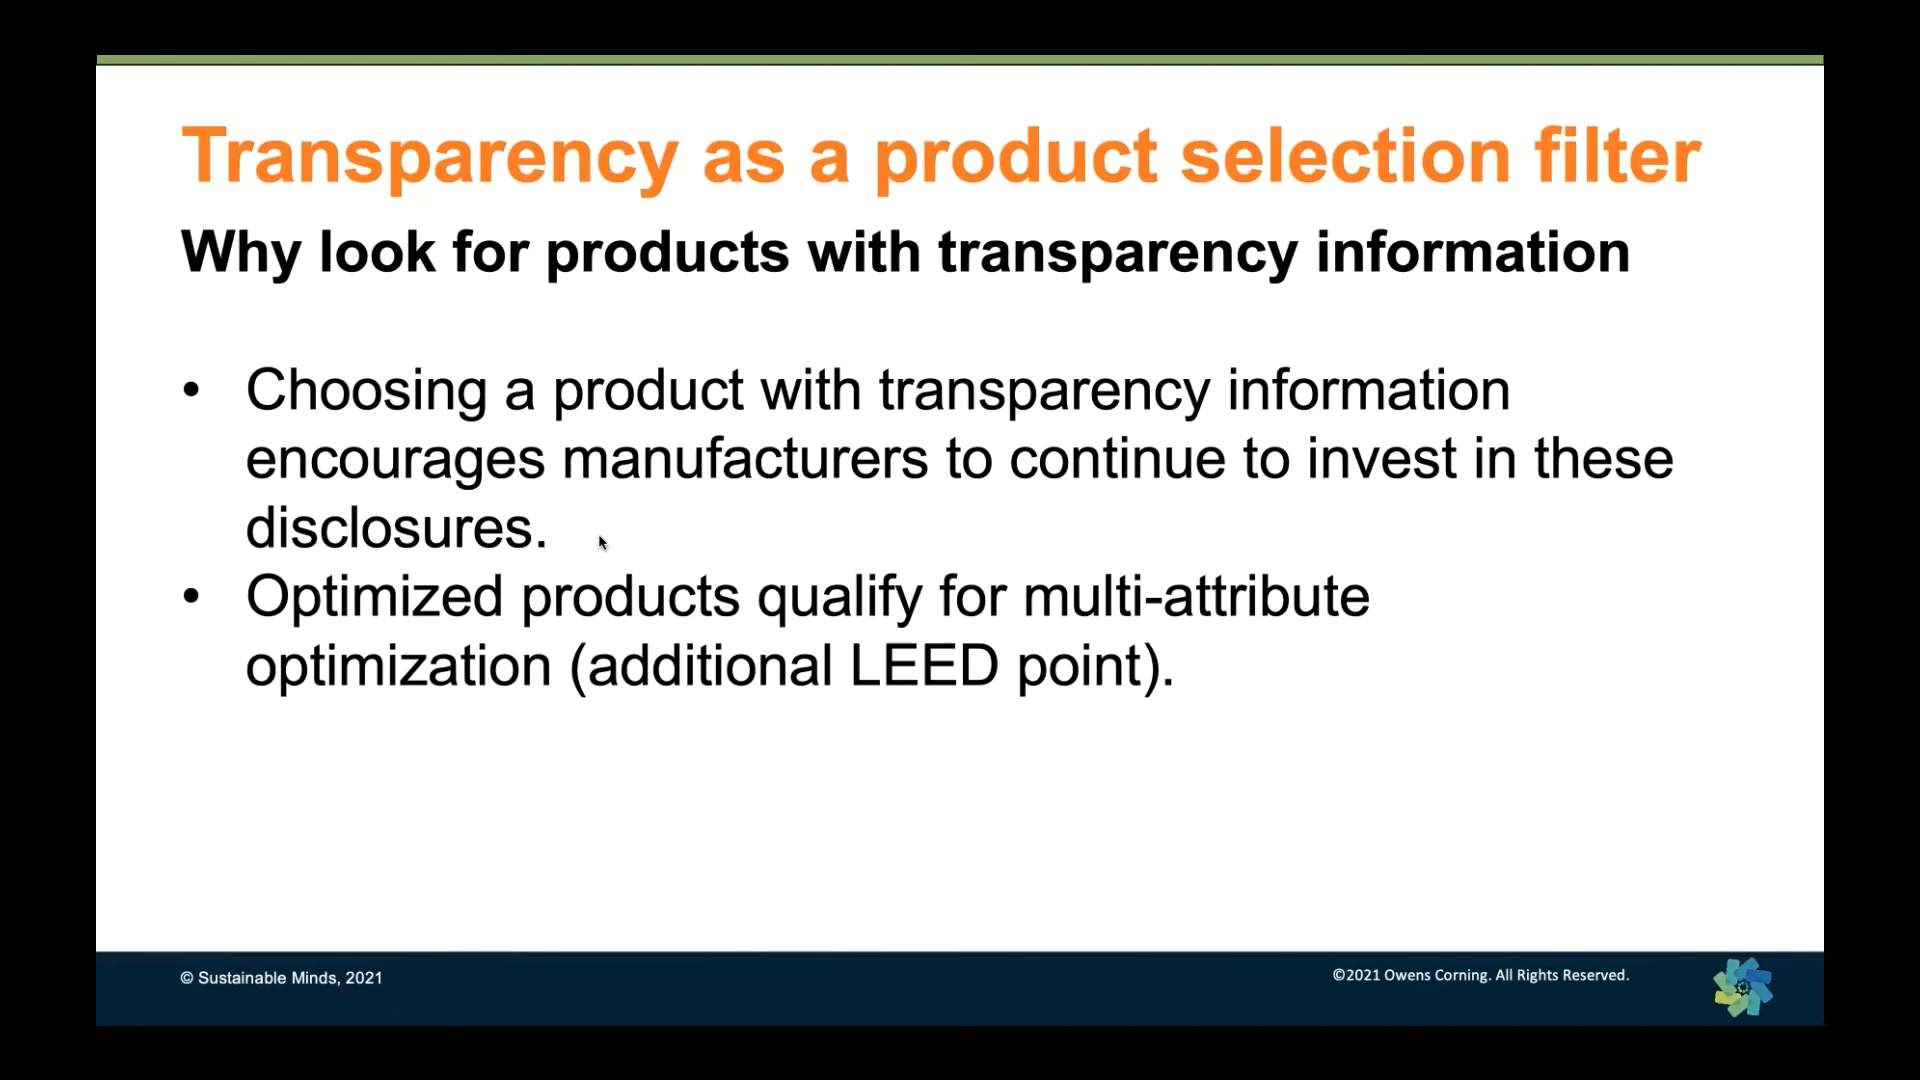 Transparency as a product selection filter
Why look for products with transparency information
• Choosing a product with transparency information
encourages manufacturers to continue to invest in these
disclosures.
• Optimized products qualify for multi-attribute
optimization (additional LEED point).
© Sustainable Minds, 2021
©2021 Owens Corning. All Rights Reserved.